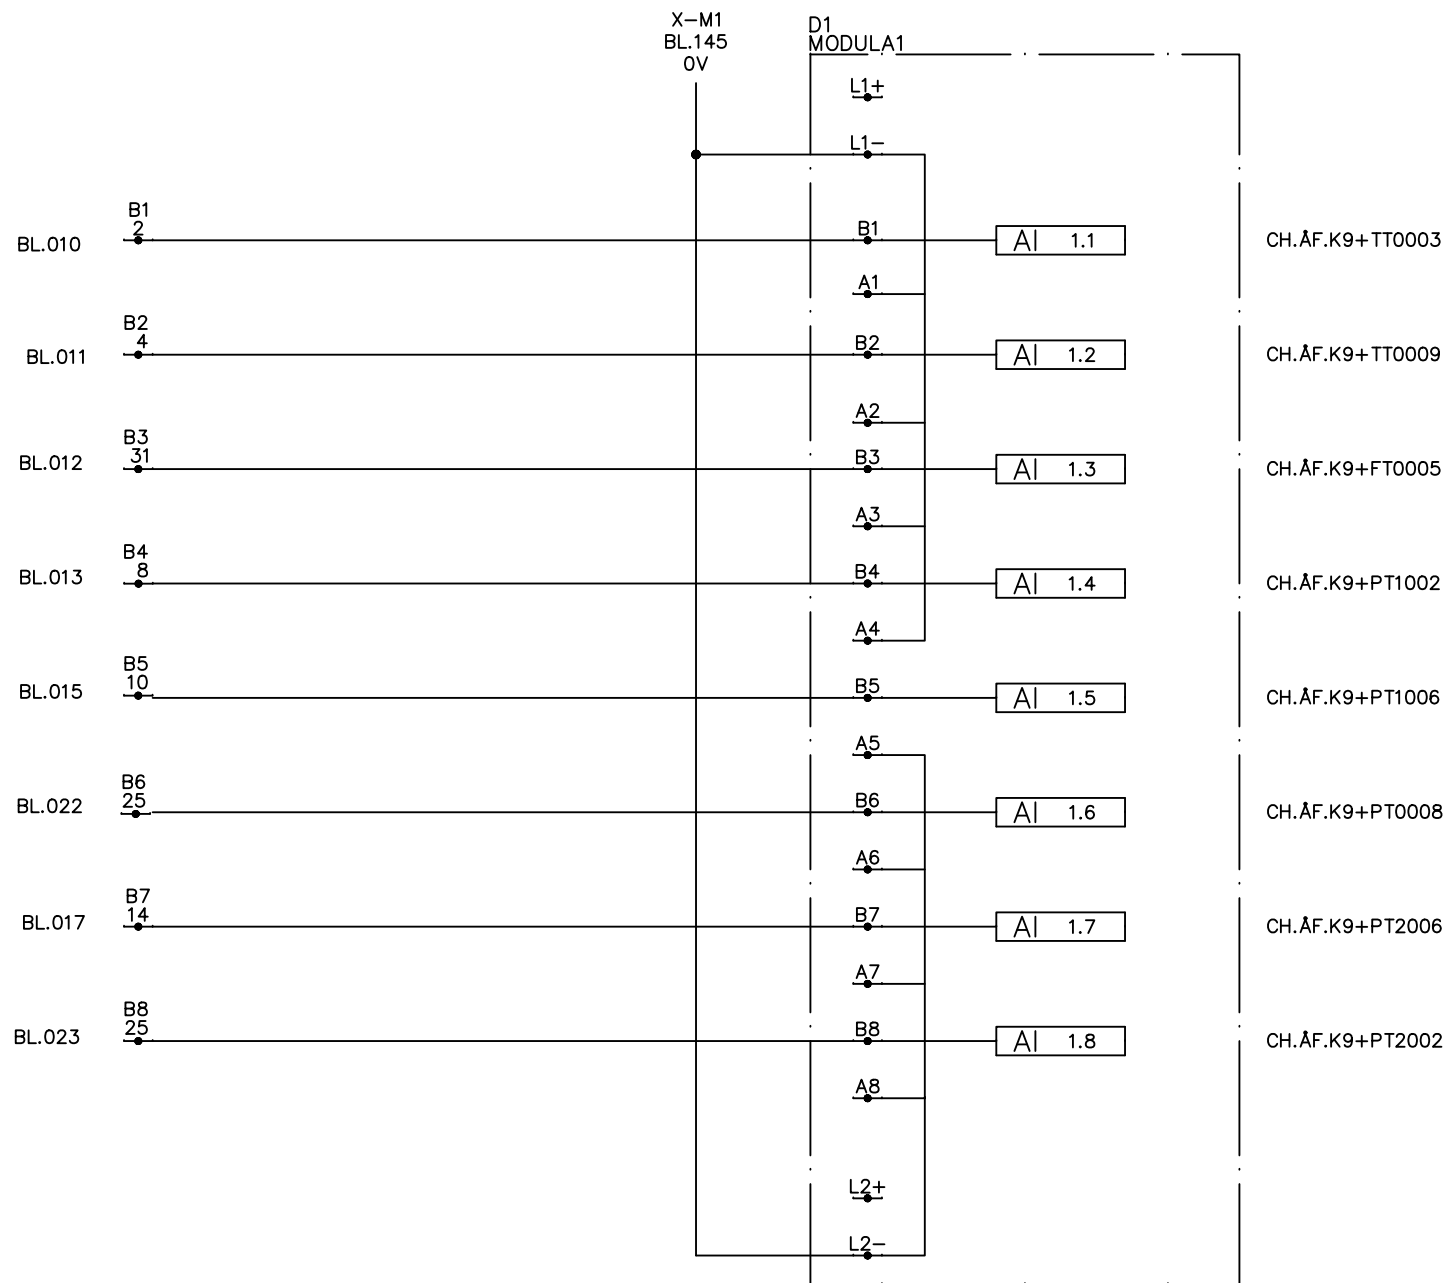 X-M1
BL.145
0V
D1
MODULA1
L1+
L1-
BL.010
B1
2
B1
AI 1.1
CH.ÅF.K9+TT0003
A1
BL.011
B2
4
B2
AI 1.2
CH.ÅF.K9+TT0009
A2
BL.012
B3
31
B3
AI 1.3
CH.ÅF.K9+FT0005
A3
BL.013
B4
8
B4
AI 1.4
CH.ÅF.K9+PT1002
A4
BL.015
B5
10
B5
AI 1.5
CH.ÅF.K9+PT1006
A5
BL.022
B6
25
B6
AI 1.6
CH.ÅF.K9+PT0008
A6
BL.017
B7
14
B7
AI 1.7
CH.ÅF.K9+PT2006
A7
BL.023
B8
25
B8
AI 1.8
CH.ÅF.K9+PT2002
A8
L2+
L2-